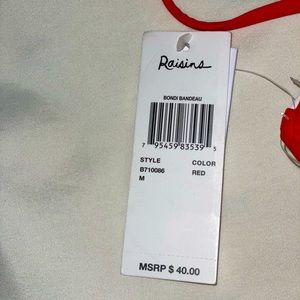 Raisins
BONDI BANDEAU
7 95459 83539 5
STYLE COLOR
B710086 RED
M
MSRP $ 40.00